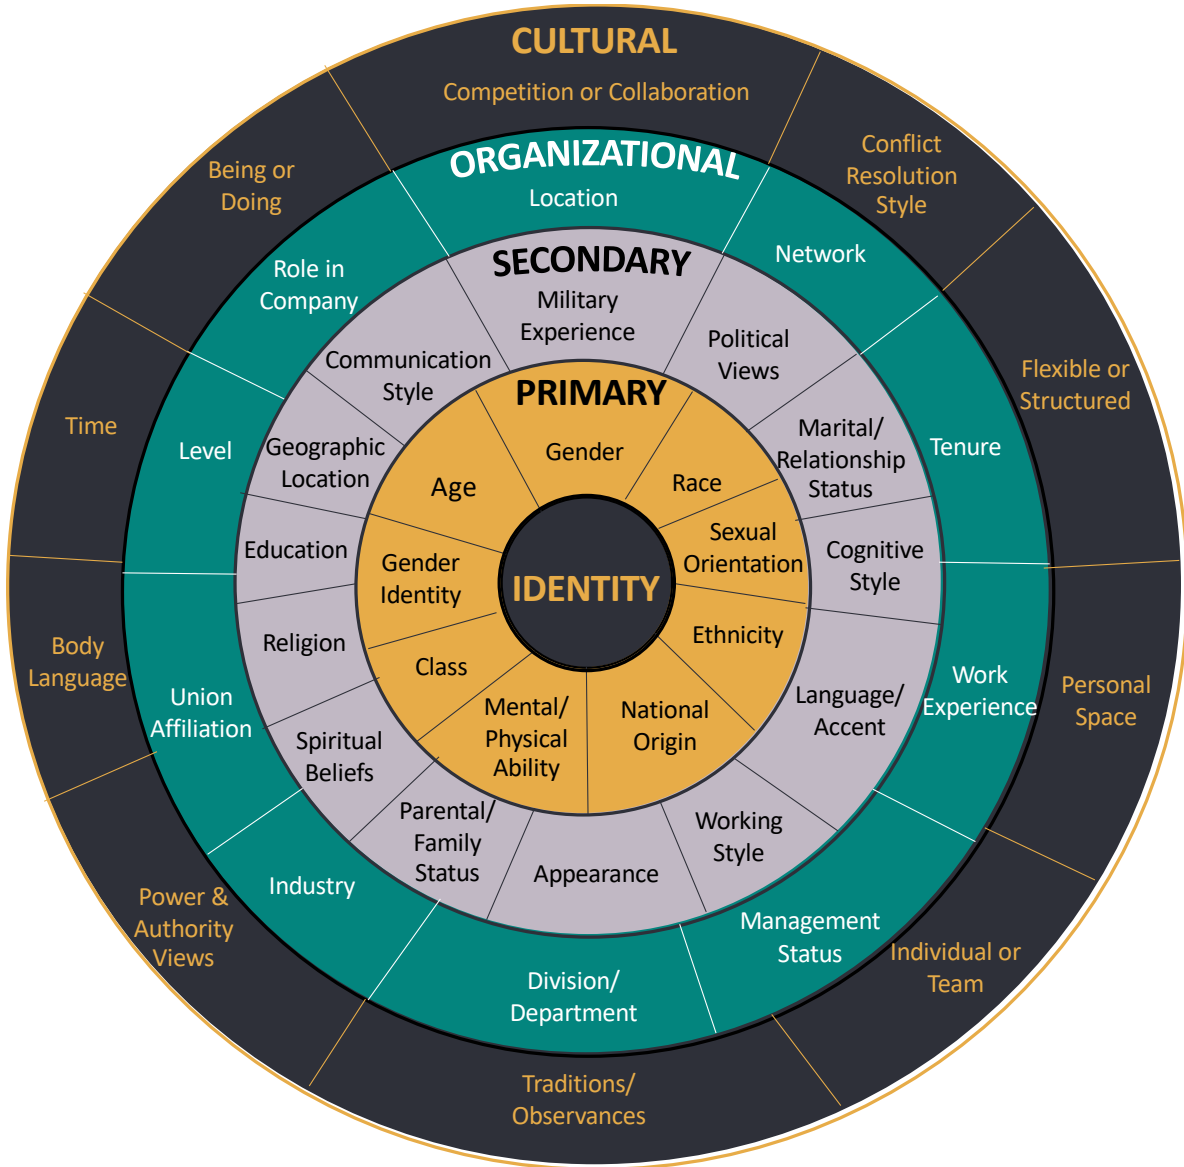 CULTURAL
Competition or Collaboration
Conflict
Resolution
Style
Flexible or
Structured
Personal
Space
Individual or
Team
Traditions/
Observances
Power &
Authority
Views
Body
Language
Time
Being or
Doing
ORGANIZATIONAL
Location
Network
Tenure
Work
Experience
Management
Status
Division/
Department
Industry
Union
Affiliation
Level
Role in
Company
SECONDARY
Military
Experience
Political
Views
Marital/
Relationship
Status
Cognitive
Style
Language/
Accent
Working
Style
Appearance
Parental/
Family
Status
Spiritual
Beliefs
Religion
Education
Geographic
Location
Communication
Style
PRIMARY
Gender
Race
Sexual
Orientation
Ethnicity
National
Origin
Mental/
Physical
Ability
Class
Gender
Identity
Age
IDENTITY